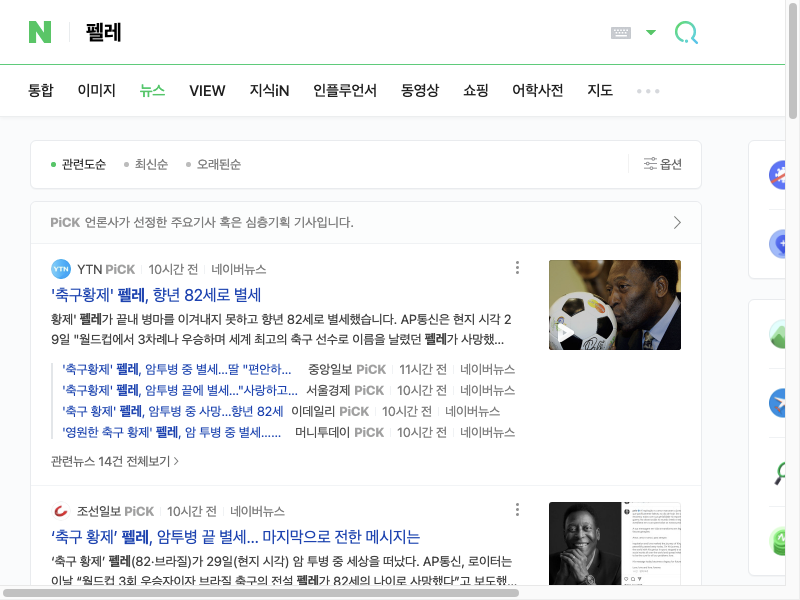 N 펠레
통합 이미지 뉴스 VIEW 지식iN 인플루언서 동영상 쇼핑 어학사전 지도
관련도순 최신순 오래된순 옵션
PiCK 언론사가 선정한 주요기사 혹은 심층기획 기사입니다.
YTN YTN PiCK 10시간 전 네이버뉴스
'축구황제' 펠레, 향년 82세로 별세
황제' 펠레가 끝내 병마를 이겨내지 못하고 향년 82세로 별세했습니다. AP통신은 현지 시각 2
9일 "월드컵에서 3차례나 우승하며 세계 최고의 축구 선수로 이름을 날렸던 펠레가 사망했...
'축구황제' 펠레, 암투병 중 별세...딸 "편안하... 중앙일보 PiCK 11시간 전 네이버뉴스
'축구황제' 펠레, 암투병 끝에 별세..."사랑하고... 서울경제 PiCK 10시간 전 네이버뉴스
'축구 황제' 펠레, 암투병 중 사망...향년 82세 이데일리 PiCK 10시간 전 네이버뉴스
'영원한 축구 황제' 펠레, 암 투병 중 별세...... 머니투데이 PiCK 10시간 전 네이버뉴스
관련뉴스 14건 전체보기
조선일보 PiCK 10시간 전 네이버뉴스
‘축구 황제’ 펠레, 암투병 끝 별세... 마지막으로 전한 메시지는
‘축구 황제’ 펠레(82·브라질)가 29일(현지 시각) 암 투병 중 세상을 떠났다. AP통신, 로이터는
이날 “월드컵 3회 우승자이자 브라질 축구의 전설 펠레가 82세의 나이로 사망했다”고 보도했...